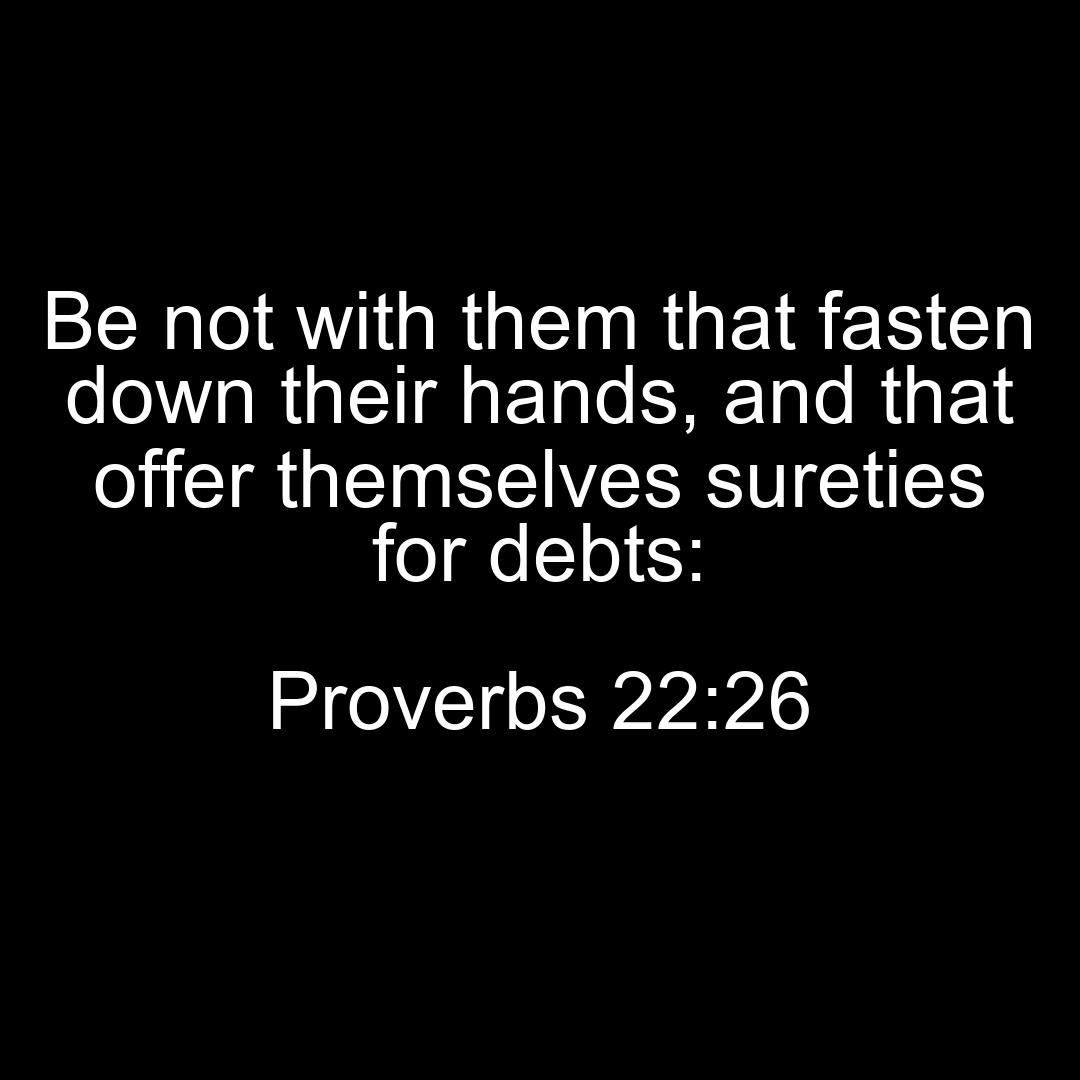 Be not with them that fasten
down their hands, and that
offer themselves sureties
for debts:
Proverbs 22:26